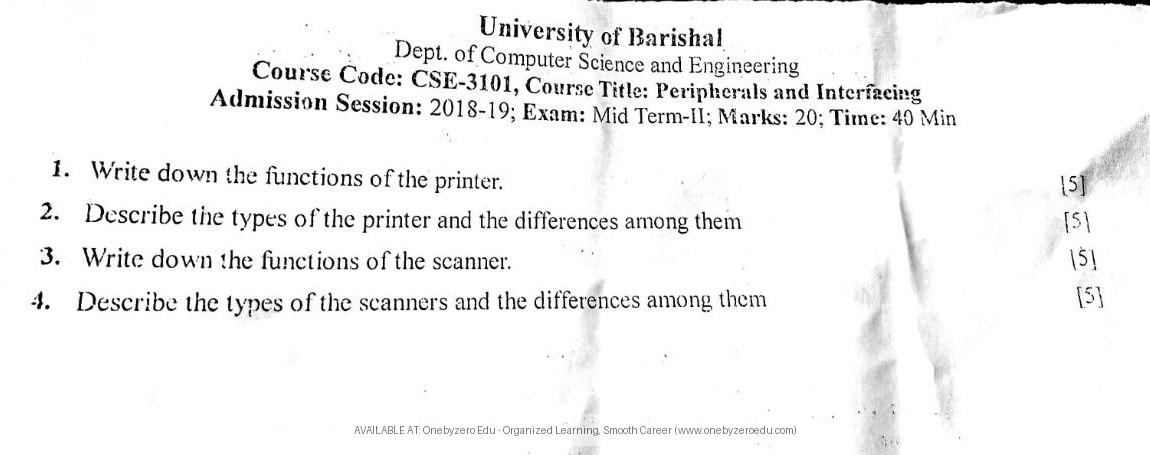 University of Barishal
Dept. of Computer Science and Engineering
Course Code: CSE-3101, Course Title: Peripherals and Interfacing
Admission Session: 2018-19; Exam: Mid Term-II; Marks: 20; Time: 40 Min
1. Write down the functions of the printer. [5]
2. Describe the types of the printer and the differences among them [5]
3. Write down the functions of the scanner. [5]
4. Describe the types of the scanners and the differences among them [5]
AVAILABLE AT: Onebyzero Edu - Organized Learning, Smooth Career (www.onebyzeroedu.com)